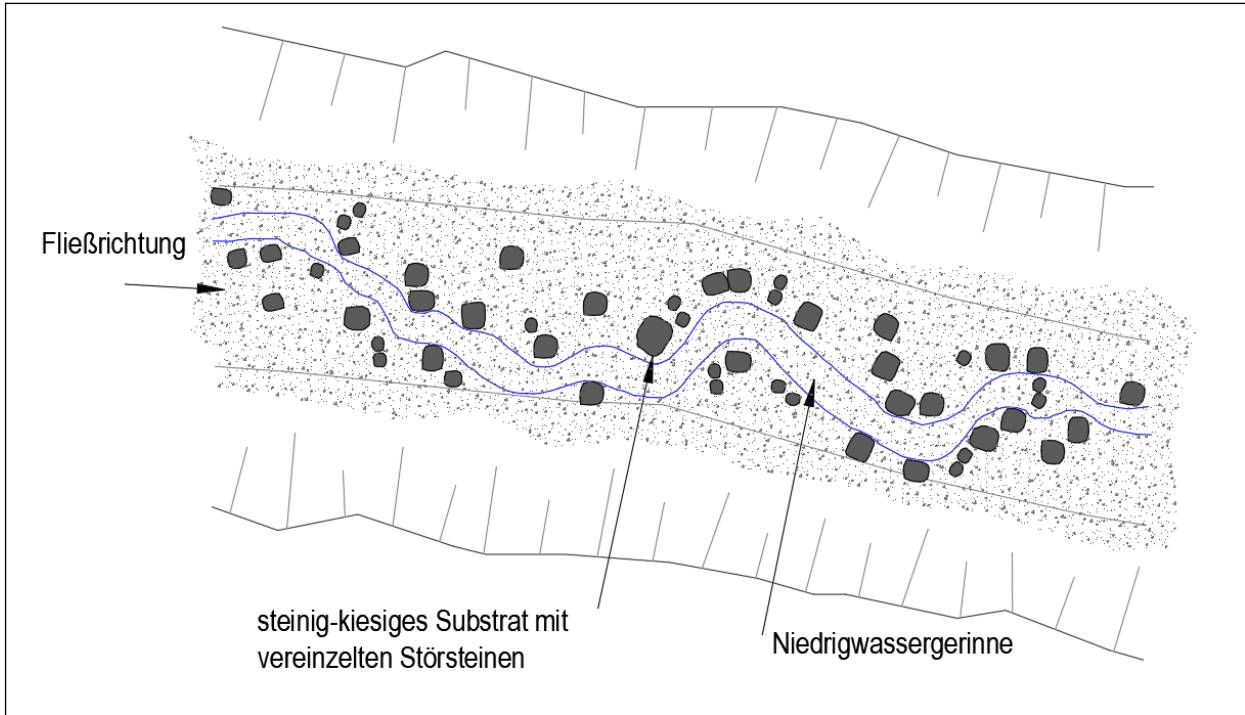 Fließrichtung
steinig-kiesiges Substrat mit
vereinzelten Störsteinen
Niedrigwassergerinne